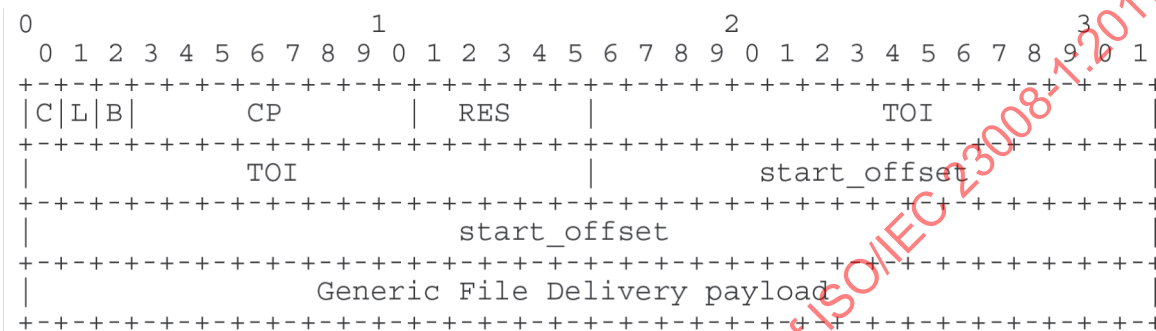 0 1 2 3
0 1 2 3 4 5 6 7 8 9 0 1 2 3 4 5 6 7 8 9 0 1 2 3 4 5 6 7 8 9 0 1
+-+-+-+-+-+-+-+-+-+-+-+-+-+-+-+-+-+-+-+-+-+-+-+-+-+-+-+-+-+-+-+-+
|C|L|B| CP | RES | TOI |
+-+-+-+-+-+-+-+-+-+-+-+-+-+-+-+-+-+-+-+-+-+-+-+-+-+-+-+-+-+-+-+-+
| TOI | start_offset |
+-+-+-+-+-+-+-+-+-+-+-+-+-+-+-+-+-+-+-+-+-+-+-+-+-+-+-+-+-+-+-+-+
| start_offset |
+-+-+-+-+-+-+-+-+-+-+-+-+-+-+-+-+-+-+-+-+-+-+-+-+-+-+-+-+-+-+-+-+
| Generic File Delivery payload |
+-+-+-+-+-+-+-+-+-+-+-+-+-+-+-+-+-+-+-+-+-+-+-+-+-+-+-+-+-+-+-+-+
ISO/IEC 23008-1:201